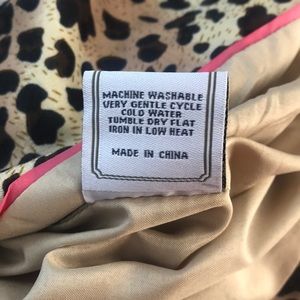 MACHINE WASHABLE
VERY GENTLE CYCLE
COLD WATER
TUMBLE DRY FLAT
IRON IN LOW HEAT
MADE IN CHINA